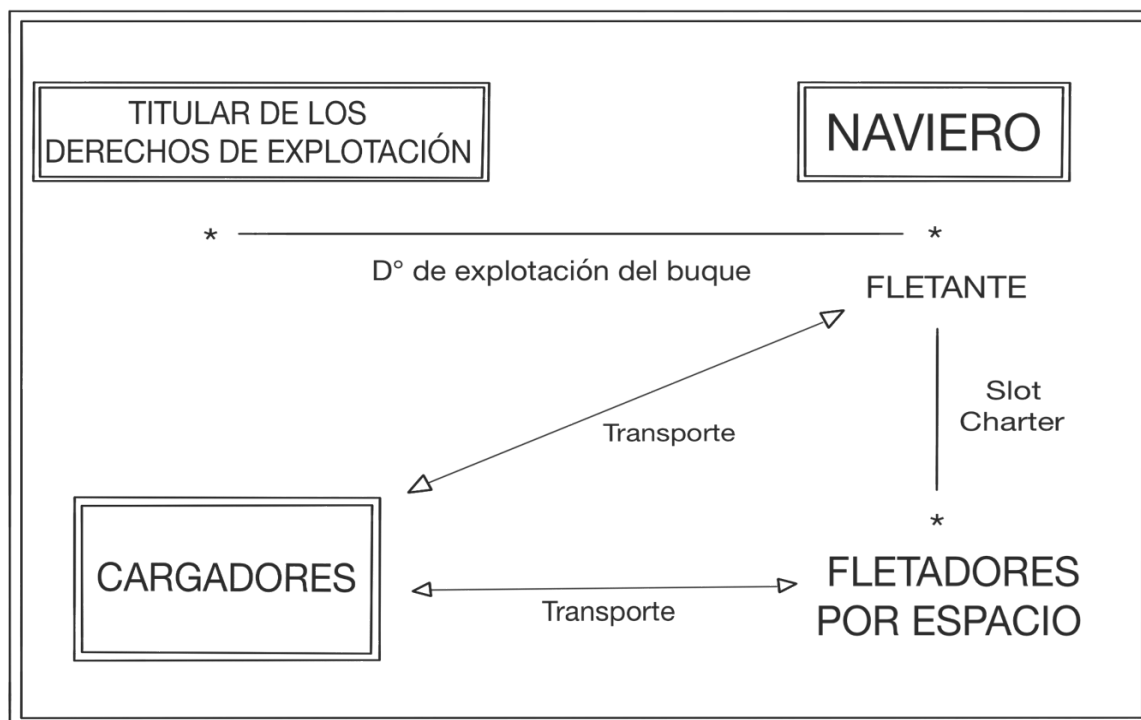 TITULAR DE LOS
DERECHOS DE EXPLOTACIÓN
NAVIERO
* *
D° de explotación del buque
FLETANTE
Slot
Charter
Transporte
*
CARGADORES
FLETADORES
POR ESPACIO
Transporte